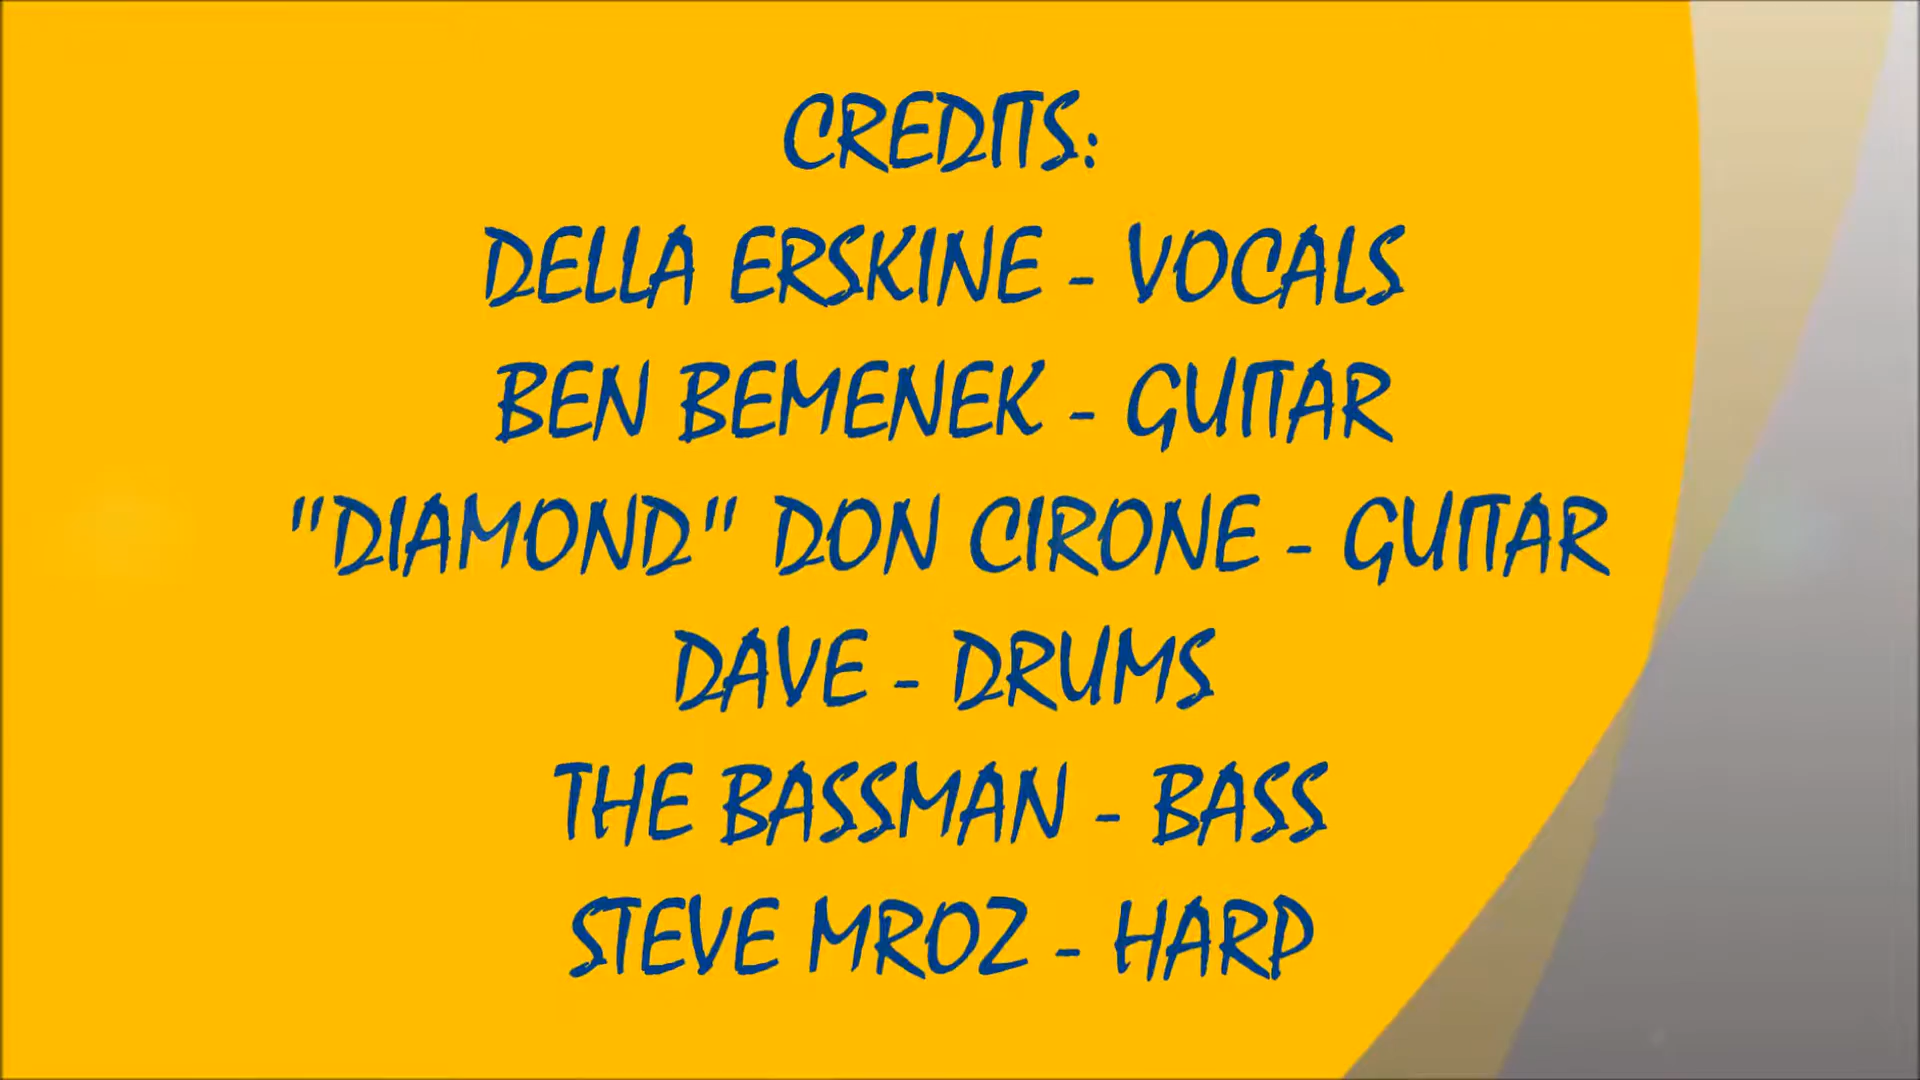 CREDITS:
DELLA ERSKINE - VOCALS
BEN BEMENEK - GUITAR
"DIAMOND" DON CIRONE - GUITAR
DAVE - DRUMS
THE BASSMAN - BASS
STEVE MROZ - HARP